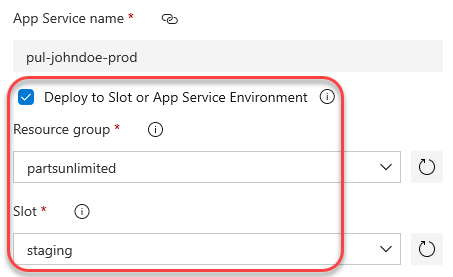 App Service name *
pul-johndoe-prod
Deploy to Slot or App Service Environment
Resource group *
partsunlimited
Slot *
staging